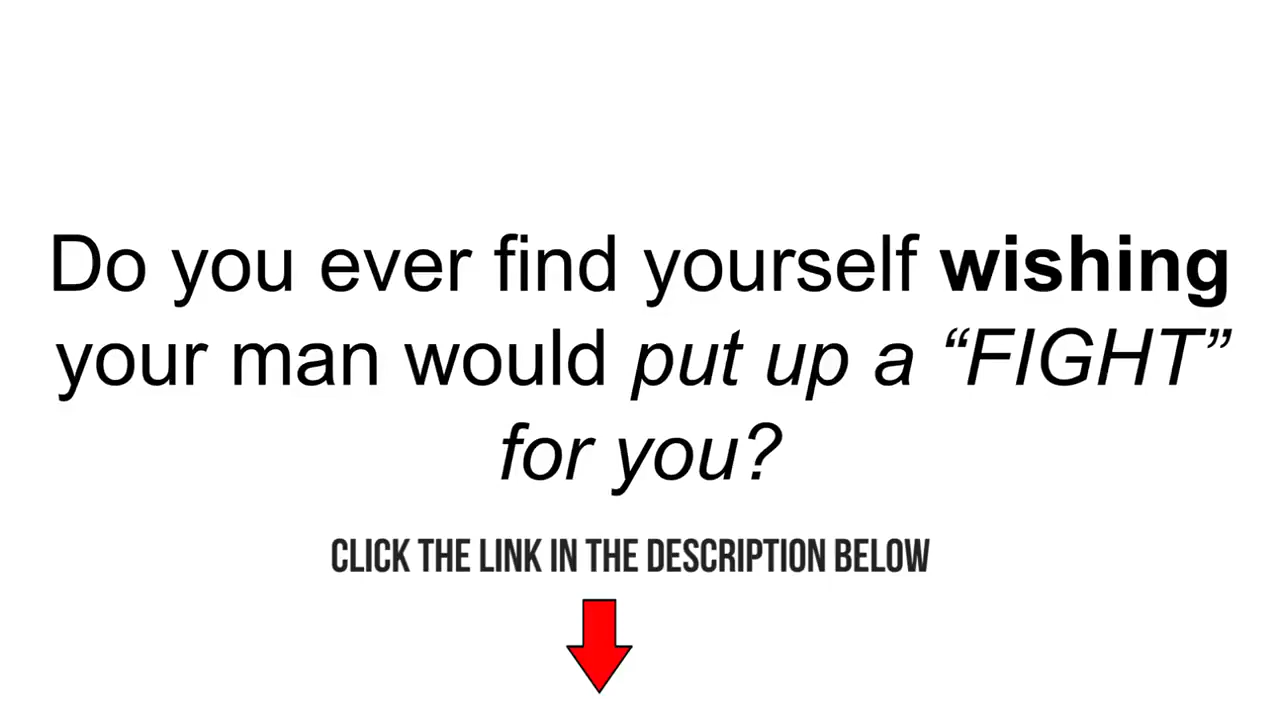 Do you ever find yourself wishing
your man would put up a “FIGHT”
for you?
CLICK THE LINK IN THE DESCRIPTION BELOW